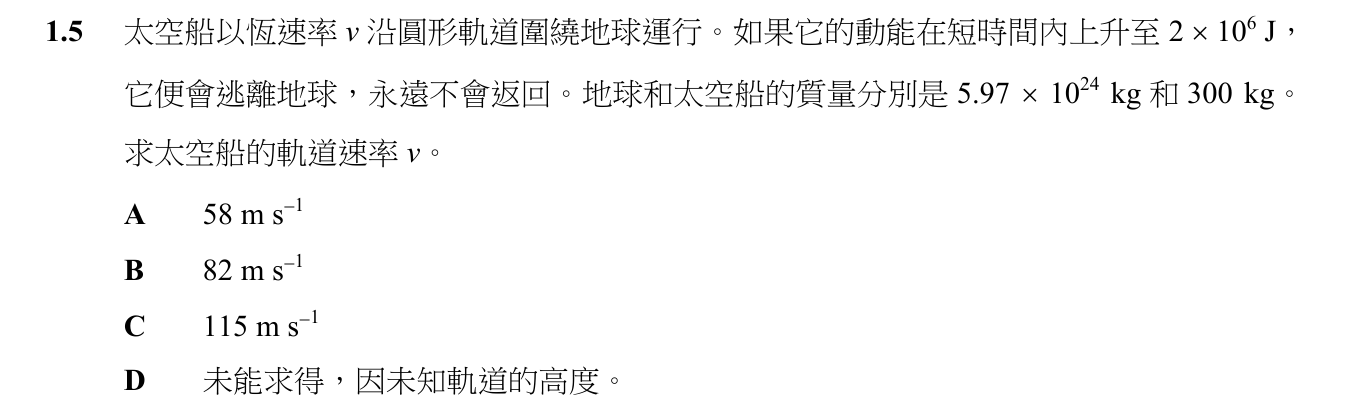 1.5 太空船以恆速率 v 沿圓形軌道圍繞地球運行。如果它的動能在短時間內上升至 2 × 10⁶ J，
它便會逃離地球，永遠不會返回。地球和太空船的質量分別是 5.97 × 10²⁴ kg 和 300 kg。
求太空船的軌道速率 v。
A 58 m s⁻¹
B 82 m s⁻¹
C 115 m s⁻¹
D 未能求得，因未知軌道的高度。